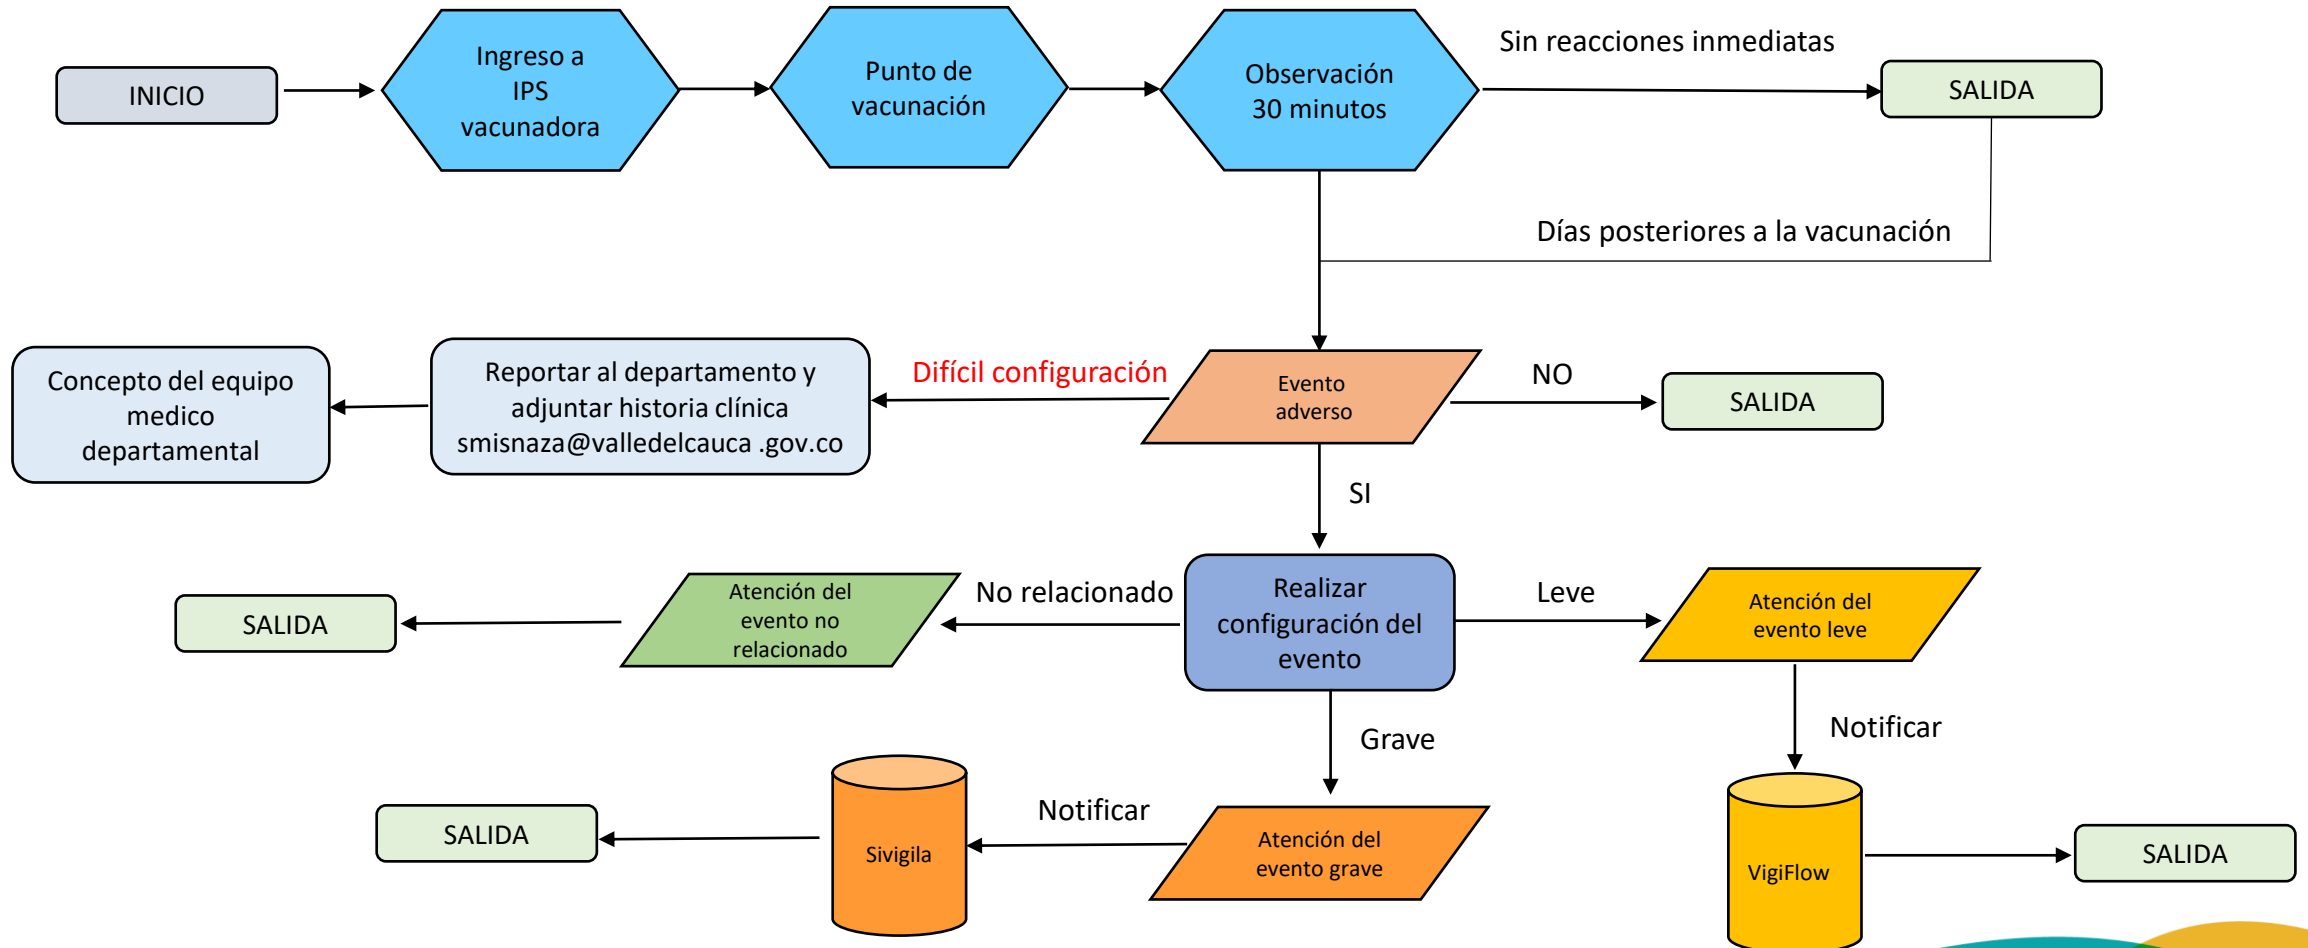 INICIO
Ingreso a
IPS
vacunadora
Punto de
vacunación
Observación
30 minutos
Sin reacciones inmediatas
SALIDA
Días posteriores a la vacunación
Concepto del equipo
medico
departamental
Reportar al departamento y
adjuntar historia clínica
smisnaza@valledelcauca .gov.co
Difícil configuración
Evento
adverso
NO
SALIDA
SI
SALIDA
Atención del
evento no
relacionado
No relacionado
Realizar
configuración del
evento
Leve
Atención del
evento leve
Grave
Notificar
SALIDA
Sivigila
Notificar
Atención del
evento grave
VigiFlow
SALIDA